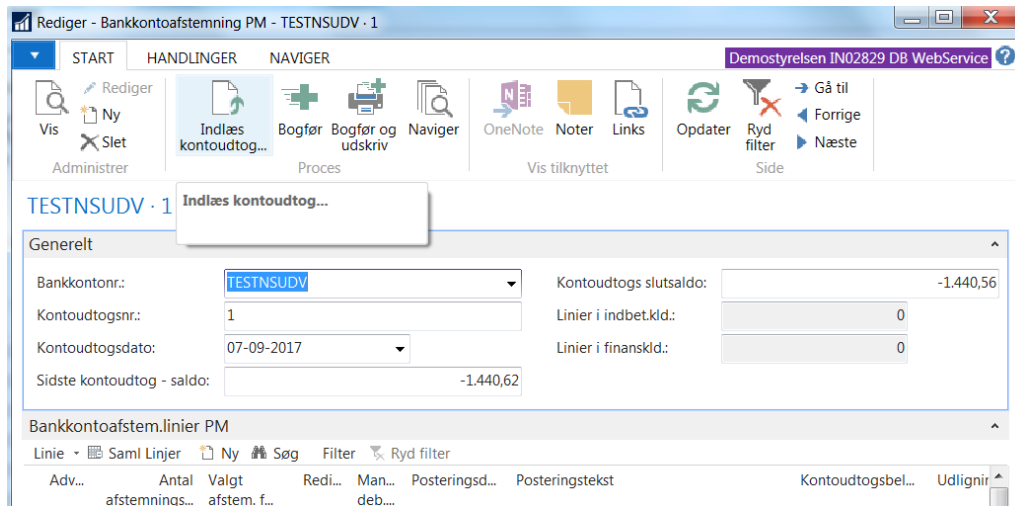 Rediger - Bankkontoafstemning PM - TESTNSUDV · 1
START HANDLINGER NAVIGER Demostyrelsen IN02829 DB WebService
Vis
Rediger
Ny
Slet
Administrer
Indlæs
kontoudtog...
Bogfør
Bogfør og
udskriv
Naviger
Proces
OneNote
Noter
Links
Vis tilknyttet
Opdater
Ryd
filter
Gå til
Forrige
Næste
Side
TESTNSUDV · 1
Indlæs kontoudtog...
Generelt
Bankkontonr.: TESTNSUDV Kontoudtogs slutsaldo: -1.440,56
Kontoudtogsnr.: 1 Linier i indbet.kld.: 0
Kontoudtogsdato: 07-09-2017 Linier i finanskld.: 0
Sidste kontoudtog - saldo: -1.440,62
Bankkontoafstem.linier PM
Linie Saml Linjer Ny Søg Filter Ryd filter
Adv... Antal Valgt Redi... Man... Posteringsd... Posteringstekst Kontoudtogsbel... Udlignin
afstemnings... afstem. f... deb....